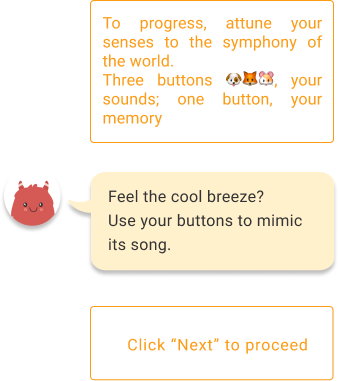 To progress, attune your
senses to the symphony of
the world.
Three buttons 🐶🦊🐹, your
sounds; one button, your
memory
Feel the cool breeze?
Use your buttons to mimic
its song.
Click “Next” to proceed